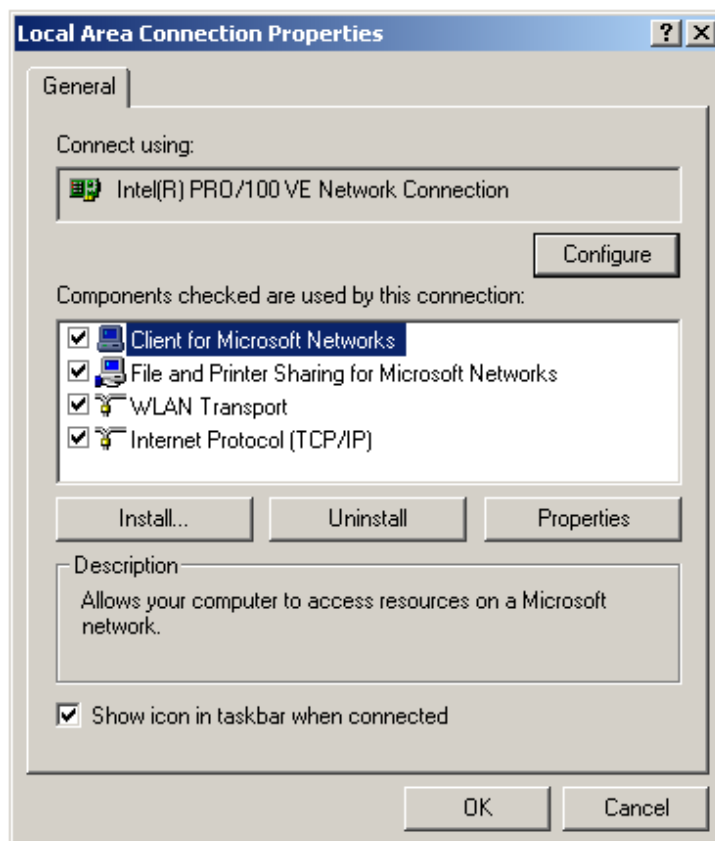 Local Area Connection Properties
General
Connect using:
Intel(R) PRO/100 VE Network Connection
Configure
Components checked are used by this connection:
Client for Microsoft Networks
File and Printer Sharing for Microsoft Networks
WLAN Transport
Internet Protocol (TCP/IP)
Install... Uninstall Properties
Description
Allows your computer to access resources on a Microsoft
network.
Show icon in taskbar when connected
OK Cancel